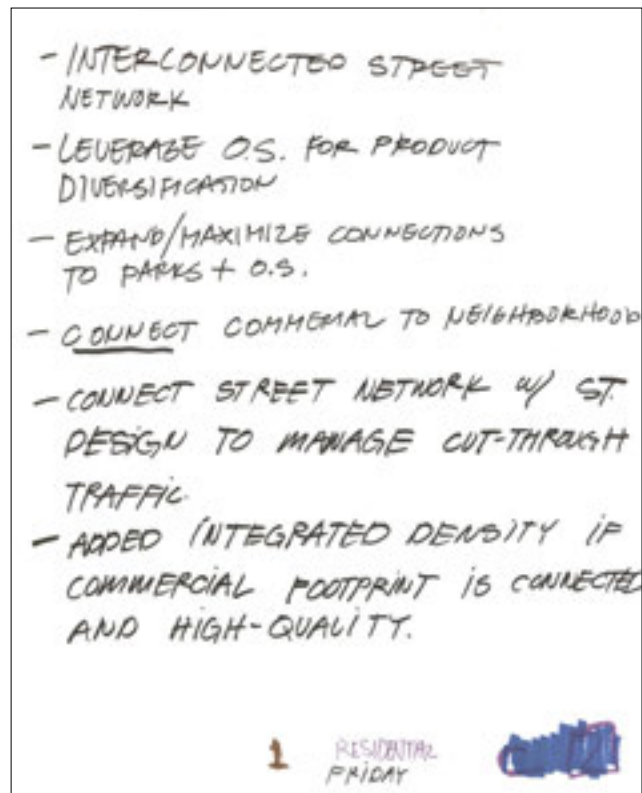 - INTERCONNECTED STREET
NETWORK
- LEVERAGE O.S. FOR PRODUCT
DIVERSIFICATION
- EXPAND/MAXIMIZE CONNECTIONS
TO PARKS + O.S.
- CONNECT COMMERIAL TO NEIGHBORHOOD
- CONNECT STREET NETWORK W/ ST.
DESIGN TO MANAGE CUT-THROUGH
TRAFFIC
- ADDED INTEGRATED DENSITY IF
COMMERCIAL FOOTPRINT IS CONNECTED
AND HIGH-QUALITY.
1 RESIDENTIAL
FRIDAY